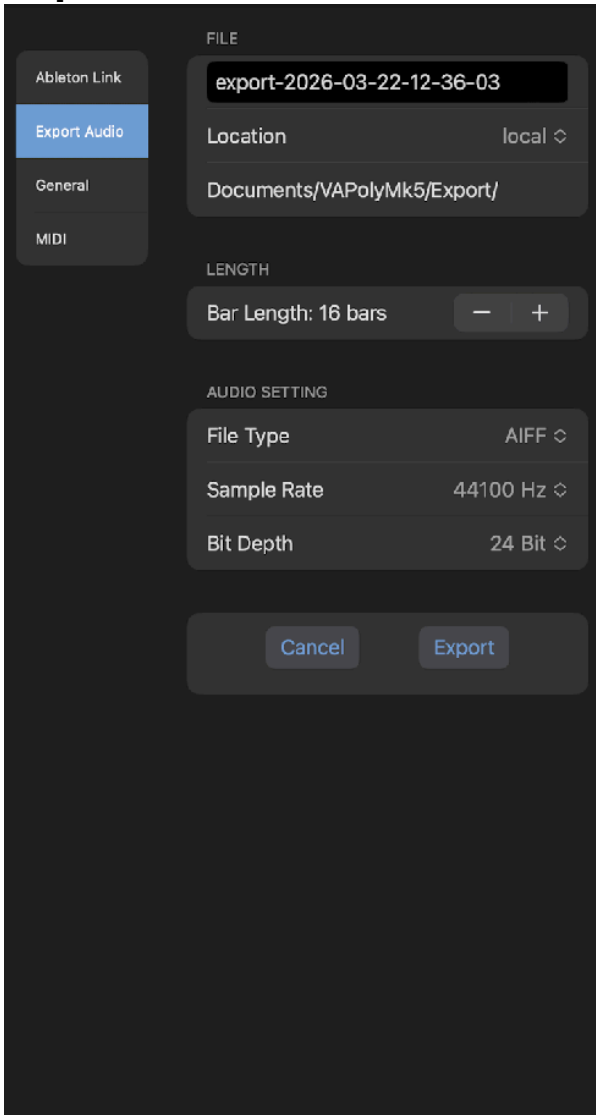 Ableton Link
Export Audio
General
MIDI
FILE
export-2026-03-22-12-36-03
Location local
Documents/VAPolyMk5/Export/
LENGTH
Bar Length: 16 bars − +
AUDIO SETTING
File Type AIFF
Sample Rate 44100 Hz
Bit Depth 24 Bit
Cancel Export